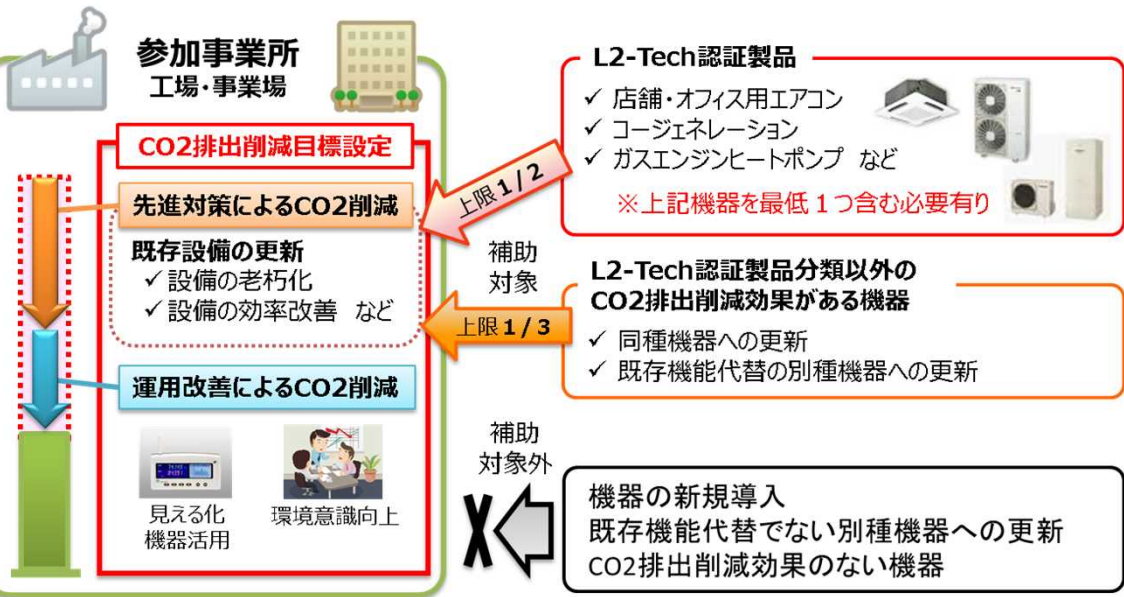 参加事業所
工場・事業場
CO2排出削減目標設定
先進対策によるCO2削減
既存設備の更新
✓ 設備の老朽化
✓ 設備の効率改善 など
運用改善によるCO2削減
見える化
機器活用
環境意識向上
上限1/2
補助
対象
上限1/3
補助
対象外
X
L2-Tech認証製品
✓ 店舗・オフィス用エアコン
✓ コージェネレーション
✓ ガスエンジンヒートポンプ など
※上記機器を最低1つ含む必要有り
L2-Tech認証製品分類以外の
CO2排出削減効果がある機器
✓ 同種機器への更新
✓ 既存機能代替の別種機器への更新
機器の新規導入
既存機能代替でない別種機器への更新
CO2排出削減効果のない機器